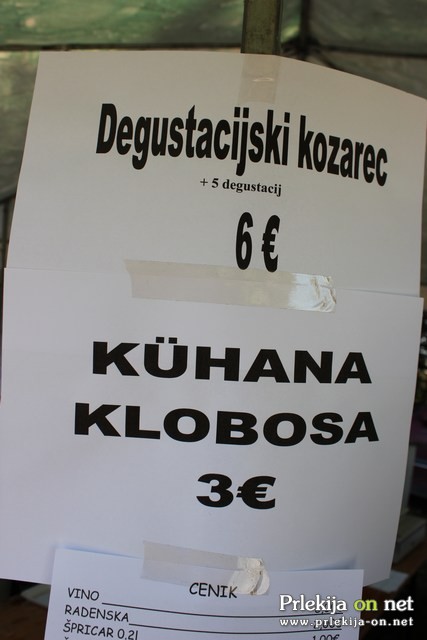 Degustacijski kozarec
+ 5 degustacij
6 €
KÜHANA
KLOBOSA
3€
CENIK
VINO
RADENSKA
ŠPRICAR 0,2l
Prlekija on net
www.prlekija-on.net